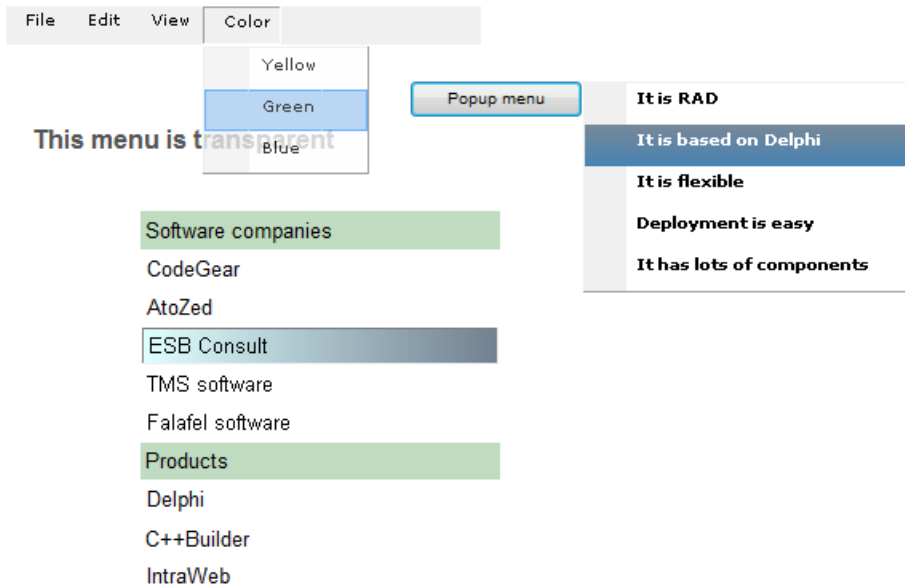 File Edit View Color
Yellow
Green
Blue
This menu is transparent
Popup menu
It is RAD
It is based on Delphi
It is flexible
Deployment is easy
It has lots of components
Software companies
CodeGear
AtoZed
ESB Consult
TMS software
Falafel software
Products
Delphi
C++Builder
IntraWeb